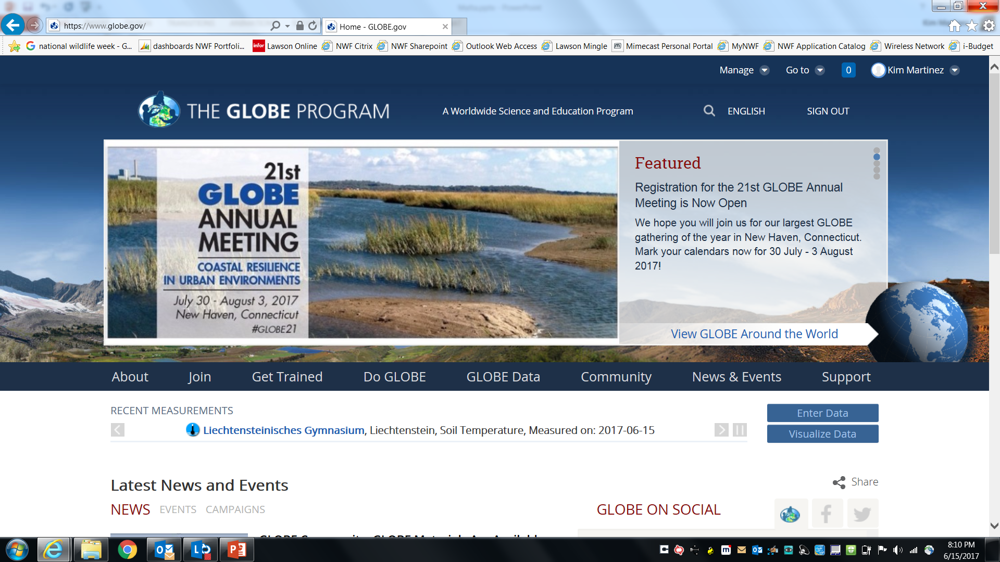 https://www.globe.gov/
Home - GLOBE.gov
national wildlife week - G...
dashboards NWF Portfoli...
infor
Lawson Online
NWF Citrix
NWF Sharepoint
Outlook Web Access
Lawson Mingle
Mimecast Personal Portal
MyNWF
NWF Application Catalog
Wireless Network
i-Budget
Manage
Go to
0
Kim Martinez
THE GLOBE PROGRAM
A Worldwide Science and Education Program
ENGLISH
SIGN OUT
21st
GLOBE
ANNUAL
MEETING
COASTAL RESILIENCE
IN URBAN ENVIRONMENTS
July 30 - August 3, 2017
New Haven, Connecticut
#GLOBE21
Featured
Registration for the 21st GLOBE Annual
Meeting is Now Open
We hope you will join us for our largest GLOBE
gathering of the year in New Haven, Connecticut.
Mark your calendars now for 30 July - 3 August
2017!
View GLOBE Around the World
About
Join
Get Trained
Do GLOBE
GLOBE Data
Community
News & Events
Support
RECENT MEASUREMENTS
Liechtensteinisches Gymnasium, Liechtenstein, Soil Temperature, Measured on: 2017-06-15
Enter Data
Visualize Data
Latest News and Events
Share
NEWS
EVENTS
CAMPAIGNS
GLOBE ON SOCIAL
8:10 PM
6/15/2017